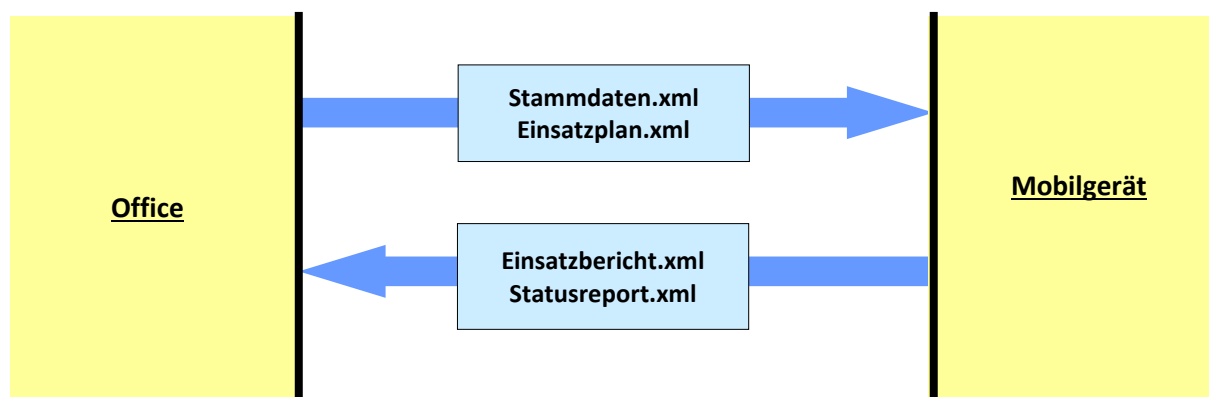 Office
Stammdaten.xml
Einsatzplan.xml
Einsatzbericht.xml
Statusreport.xml
Mobilgerät